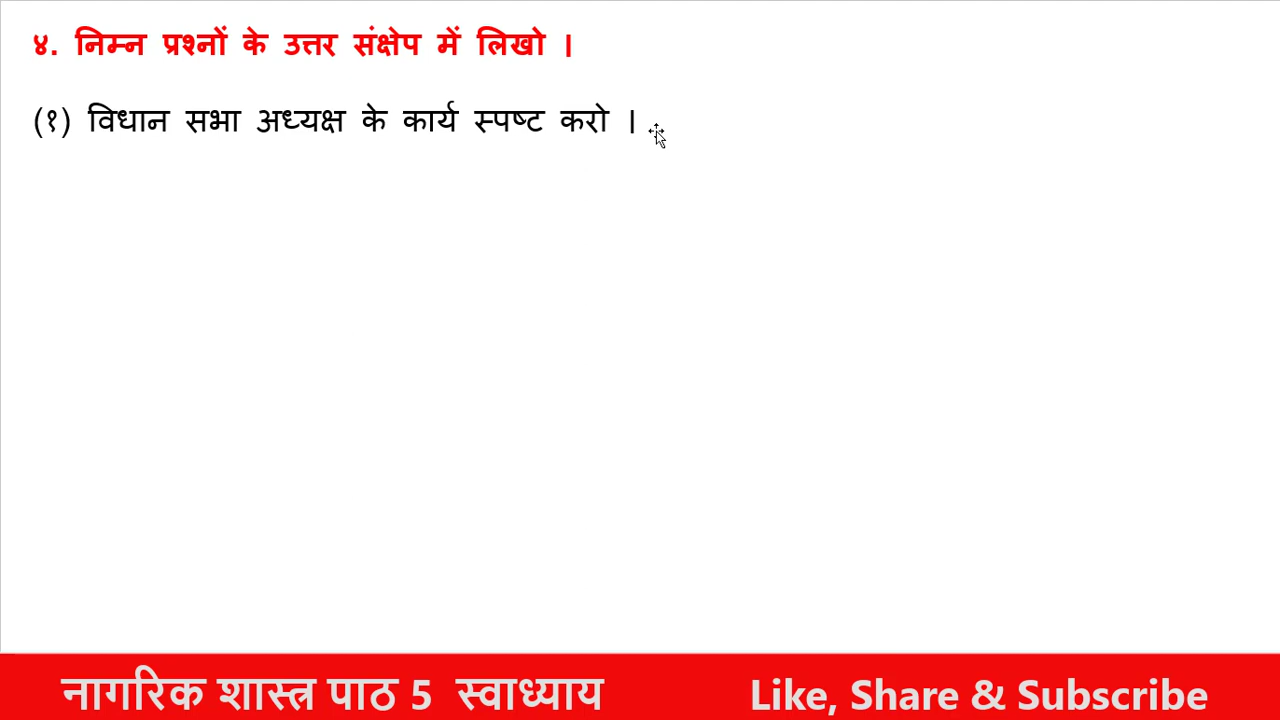 ४. निम्न प्रश्नों के उत्तर संक्षेप में लिखो ।
(१) विधान सभा अध्यक्ष के कार्य स्पष्ट करो ।
नागरिक शास्त्र पाठ 5 स्वाध्याय
Like, Share & Subscribe